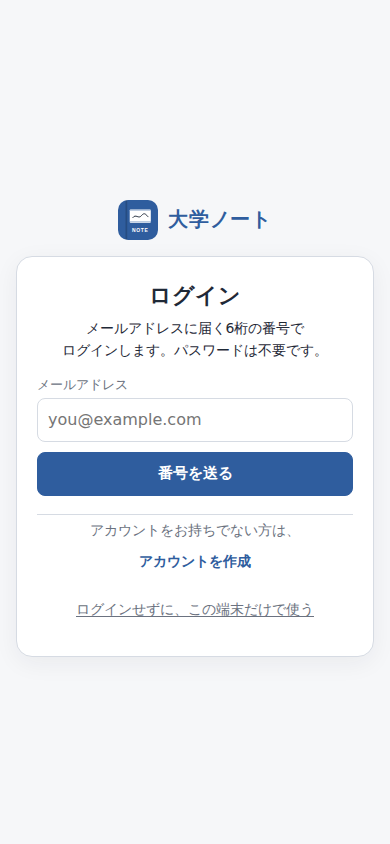 NOTE
大学ノート
ログイン
メールアドレスに届く6桁の番号で
ログインします。パスワードは不要です。
メールアドレス
you@example.com
番号を送る
アカウントをお持ちでない方は、
アカウントを作成
ログインせずに、この端末だけで使う